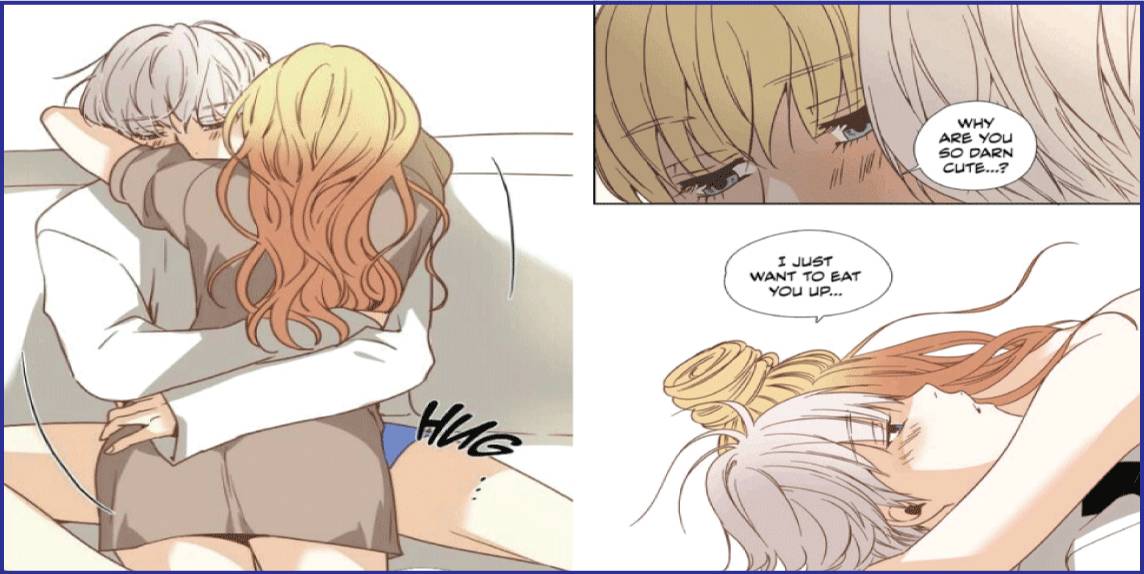 HUG
WHY
ARE YOU
SO DARN
CUTE...?
I JUST
WANT TO EAT
YOU UP...